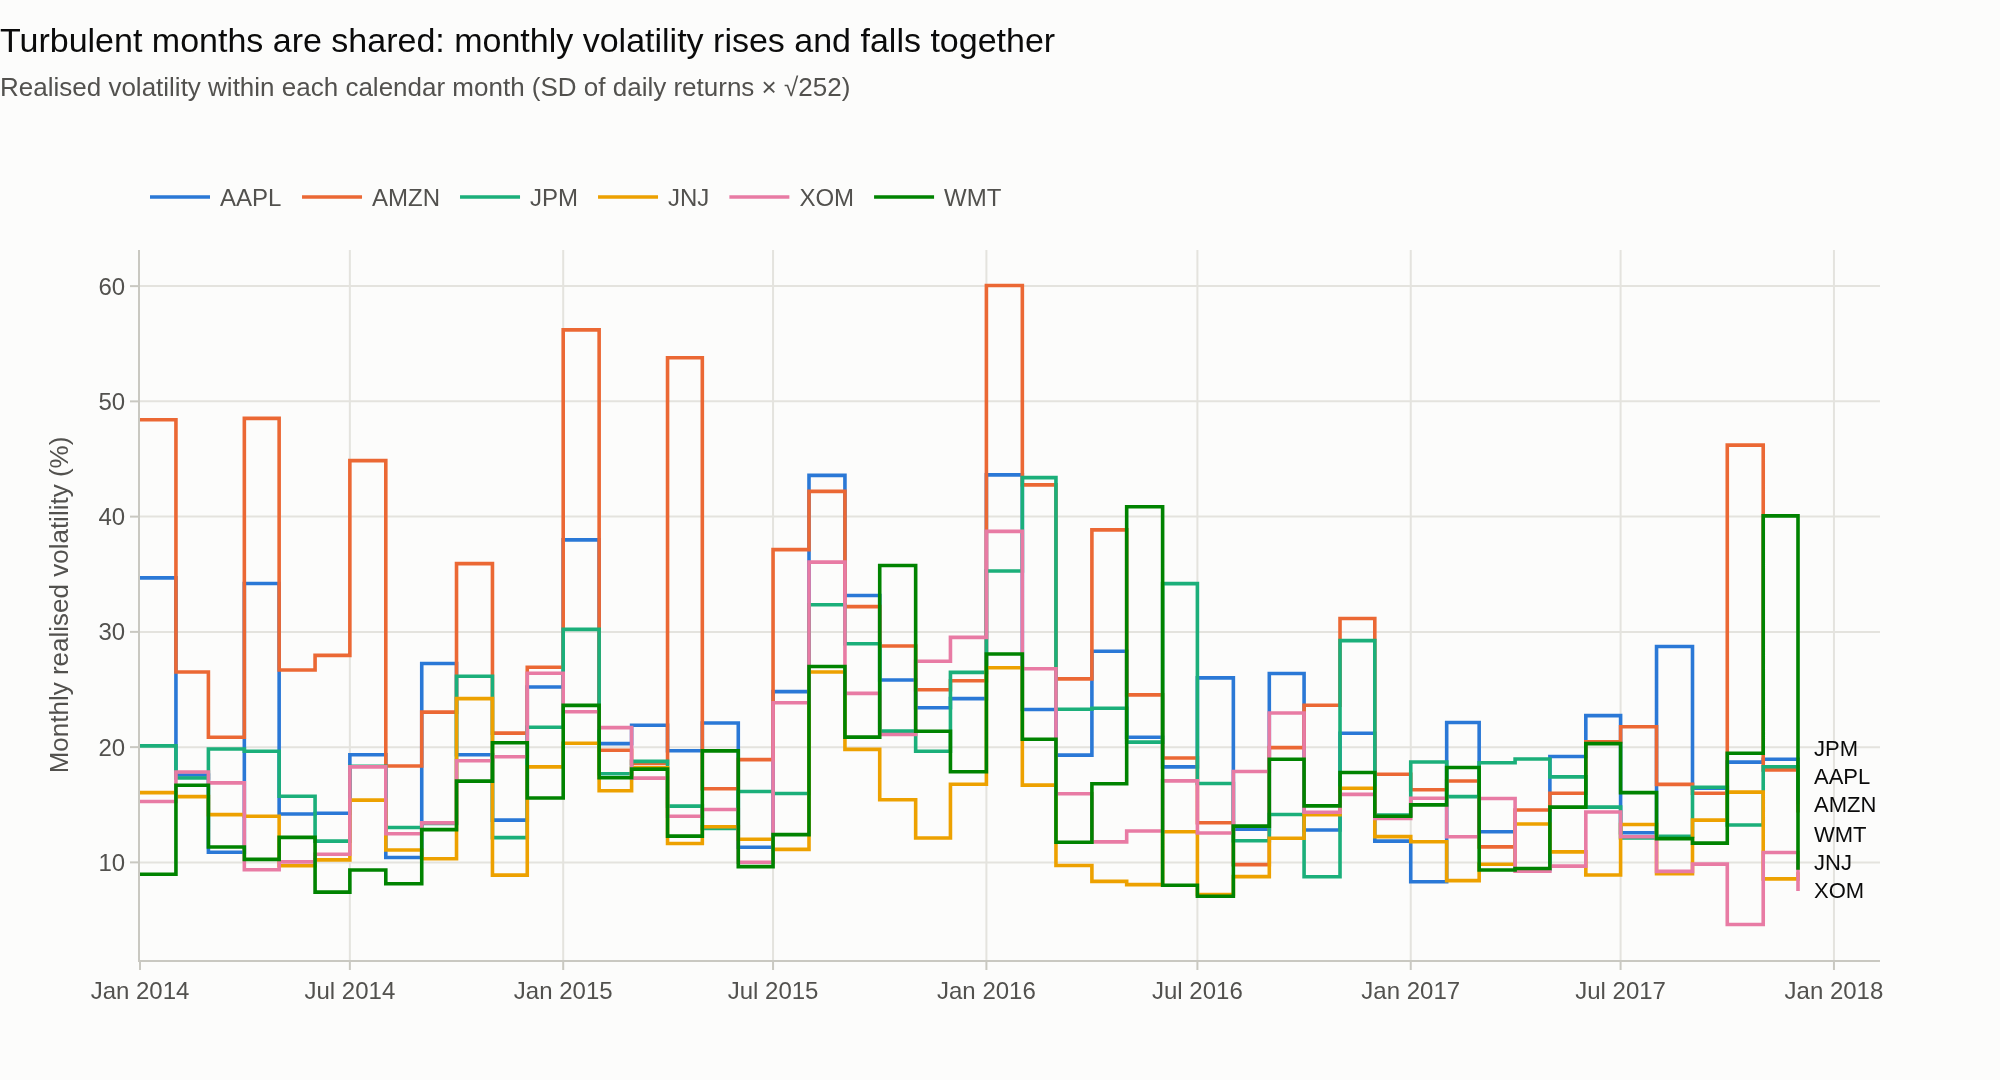 Turbulent months are shared: monthly volatility rises and falls together
Realised volatility within each calendar month (SD of daily returns × √252)
AAPL AMZN JPM JNJ XOM WMT
Monthly realised volatility (%)
60
50
40
30
20
10
JPM
AAPL
AMZN
WMT
JNJ
XOM
Jan 2014 Jul 2014 Jan 2015 Jul 2015 Jan 2016 Jul 2016 Jan 2017 Jul 2017 Jan 2018